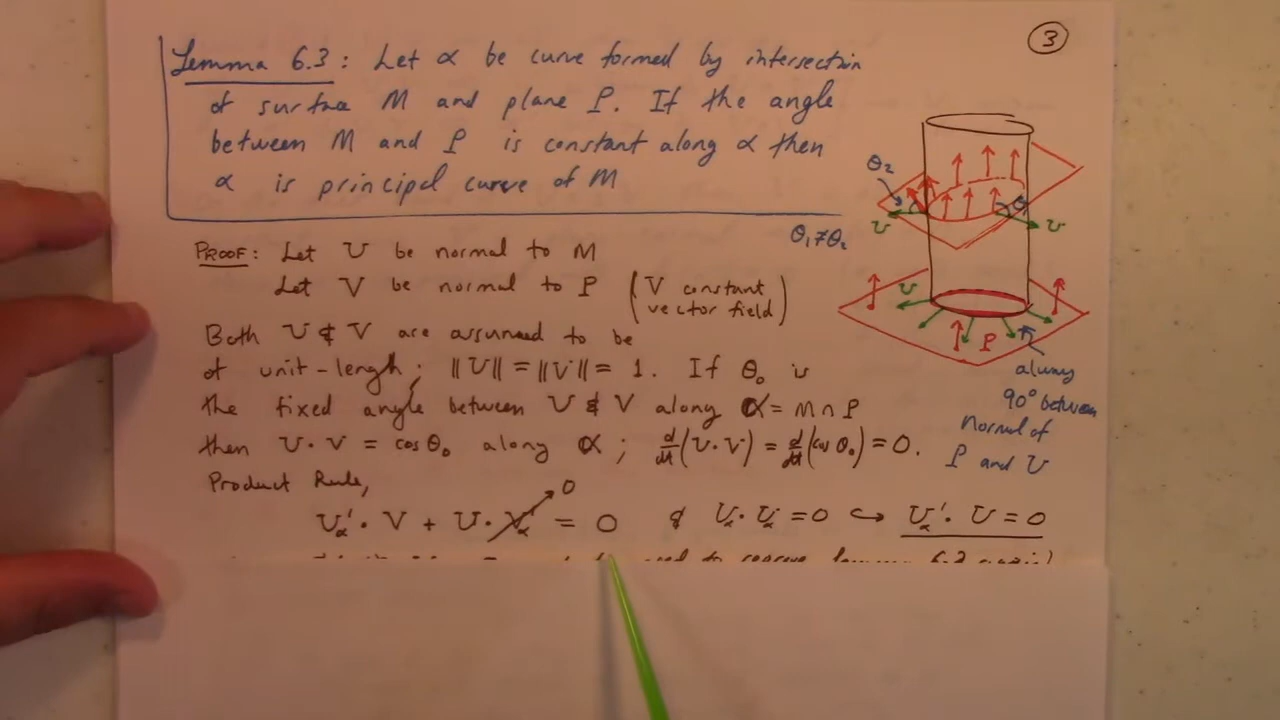 3
Lemma 6.3: Let α be curve formed by intersection
of surface M and plane P. If the angle
between M and P is constant along α then
α is principal curve of M
θ₁≠θ₂
PROOF: Let U be normal to M
Let V be normal to P (V constant
vector field)
Both U & V are assumed to be
of unit-length; ||U|| = ||V|| = 1. If θ₀ is
the fixed angle between U & V along α = M ∩ P
then U · V = cos θ₀ along α ; d/dt(U · V) = d/dt(cos θ₀) = 0.
Product Rule,
U'α · V + U · V'α = 0 & U · U'α = 0 ↪ U'α · U = 0
θ₂
U
θ
U
U
P
always
90° between
Normal of
P and U
0